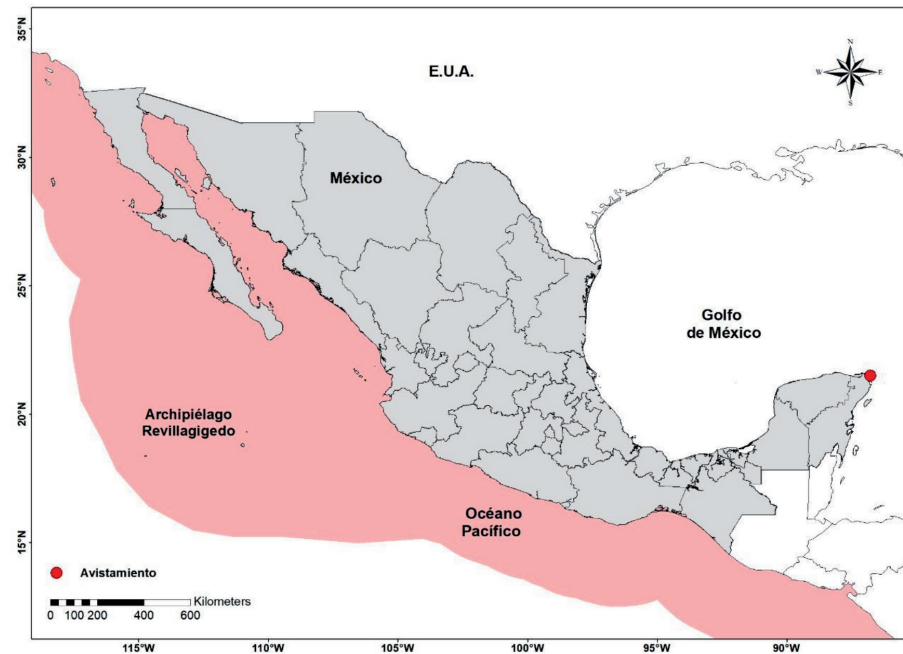 35°N
N
W
E
S
E.U.A.
30°N
México
25°N
Golfo
de México
20°N
Archipiélago
Revillagigedo
Océano
Pacífico
15°N
Avistamiento
Kilometers
0 100 200 400 600
115°W 110°W 105°W 100°W 95°W 90°W